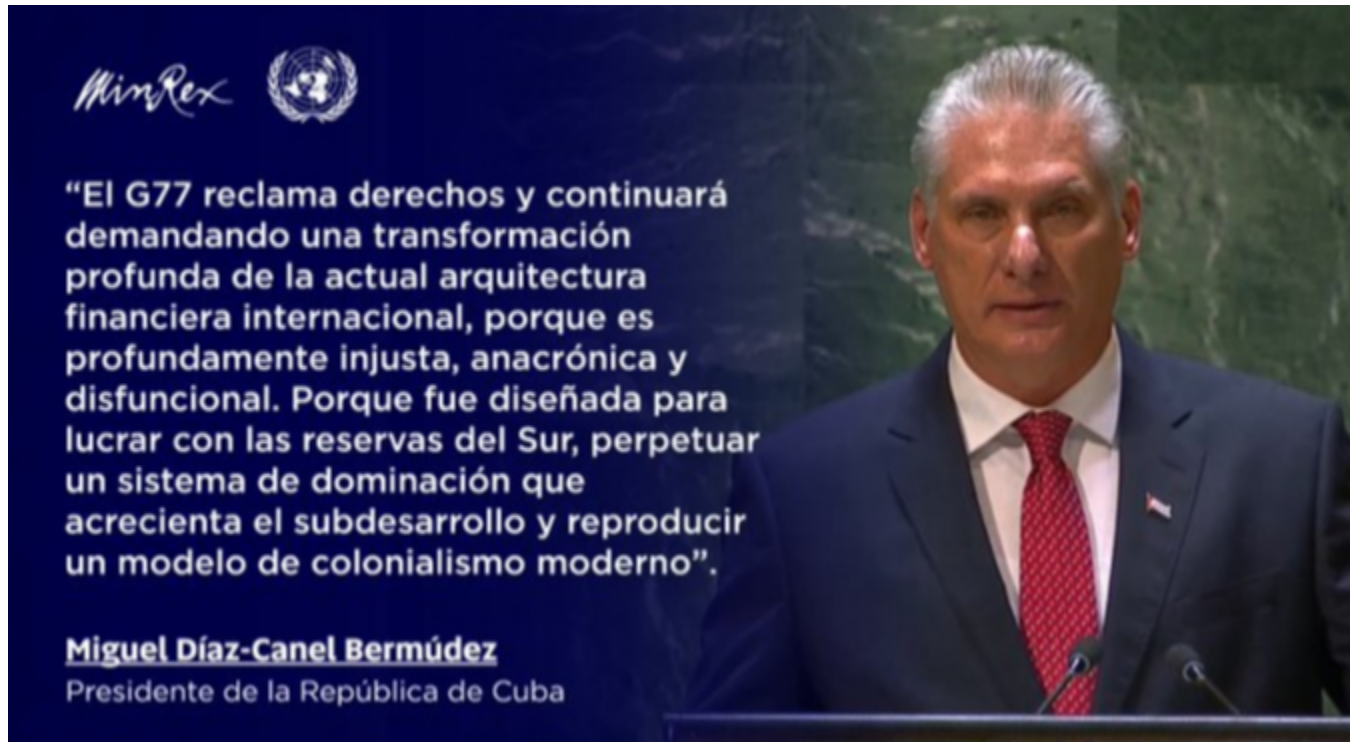 MinRex
“El G77 reclama derechos y continuará
demandando una transformación
profunda de la actual arquitectura
financiera internacional, porque es
profundamente injusta, anacrónica y
disfuncional. Porque fue diseñada para
lucrar con las reservas del Sur, perpetuar
un sistema de dominación que
acrecienta el subdesarrollo y reproducir
un modelo de colonialismo moderno”.
Miguel Díaz-Canel Bermúdez
Presidente de la República de Cuba